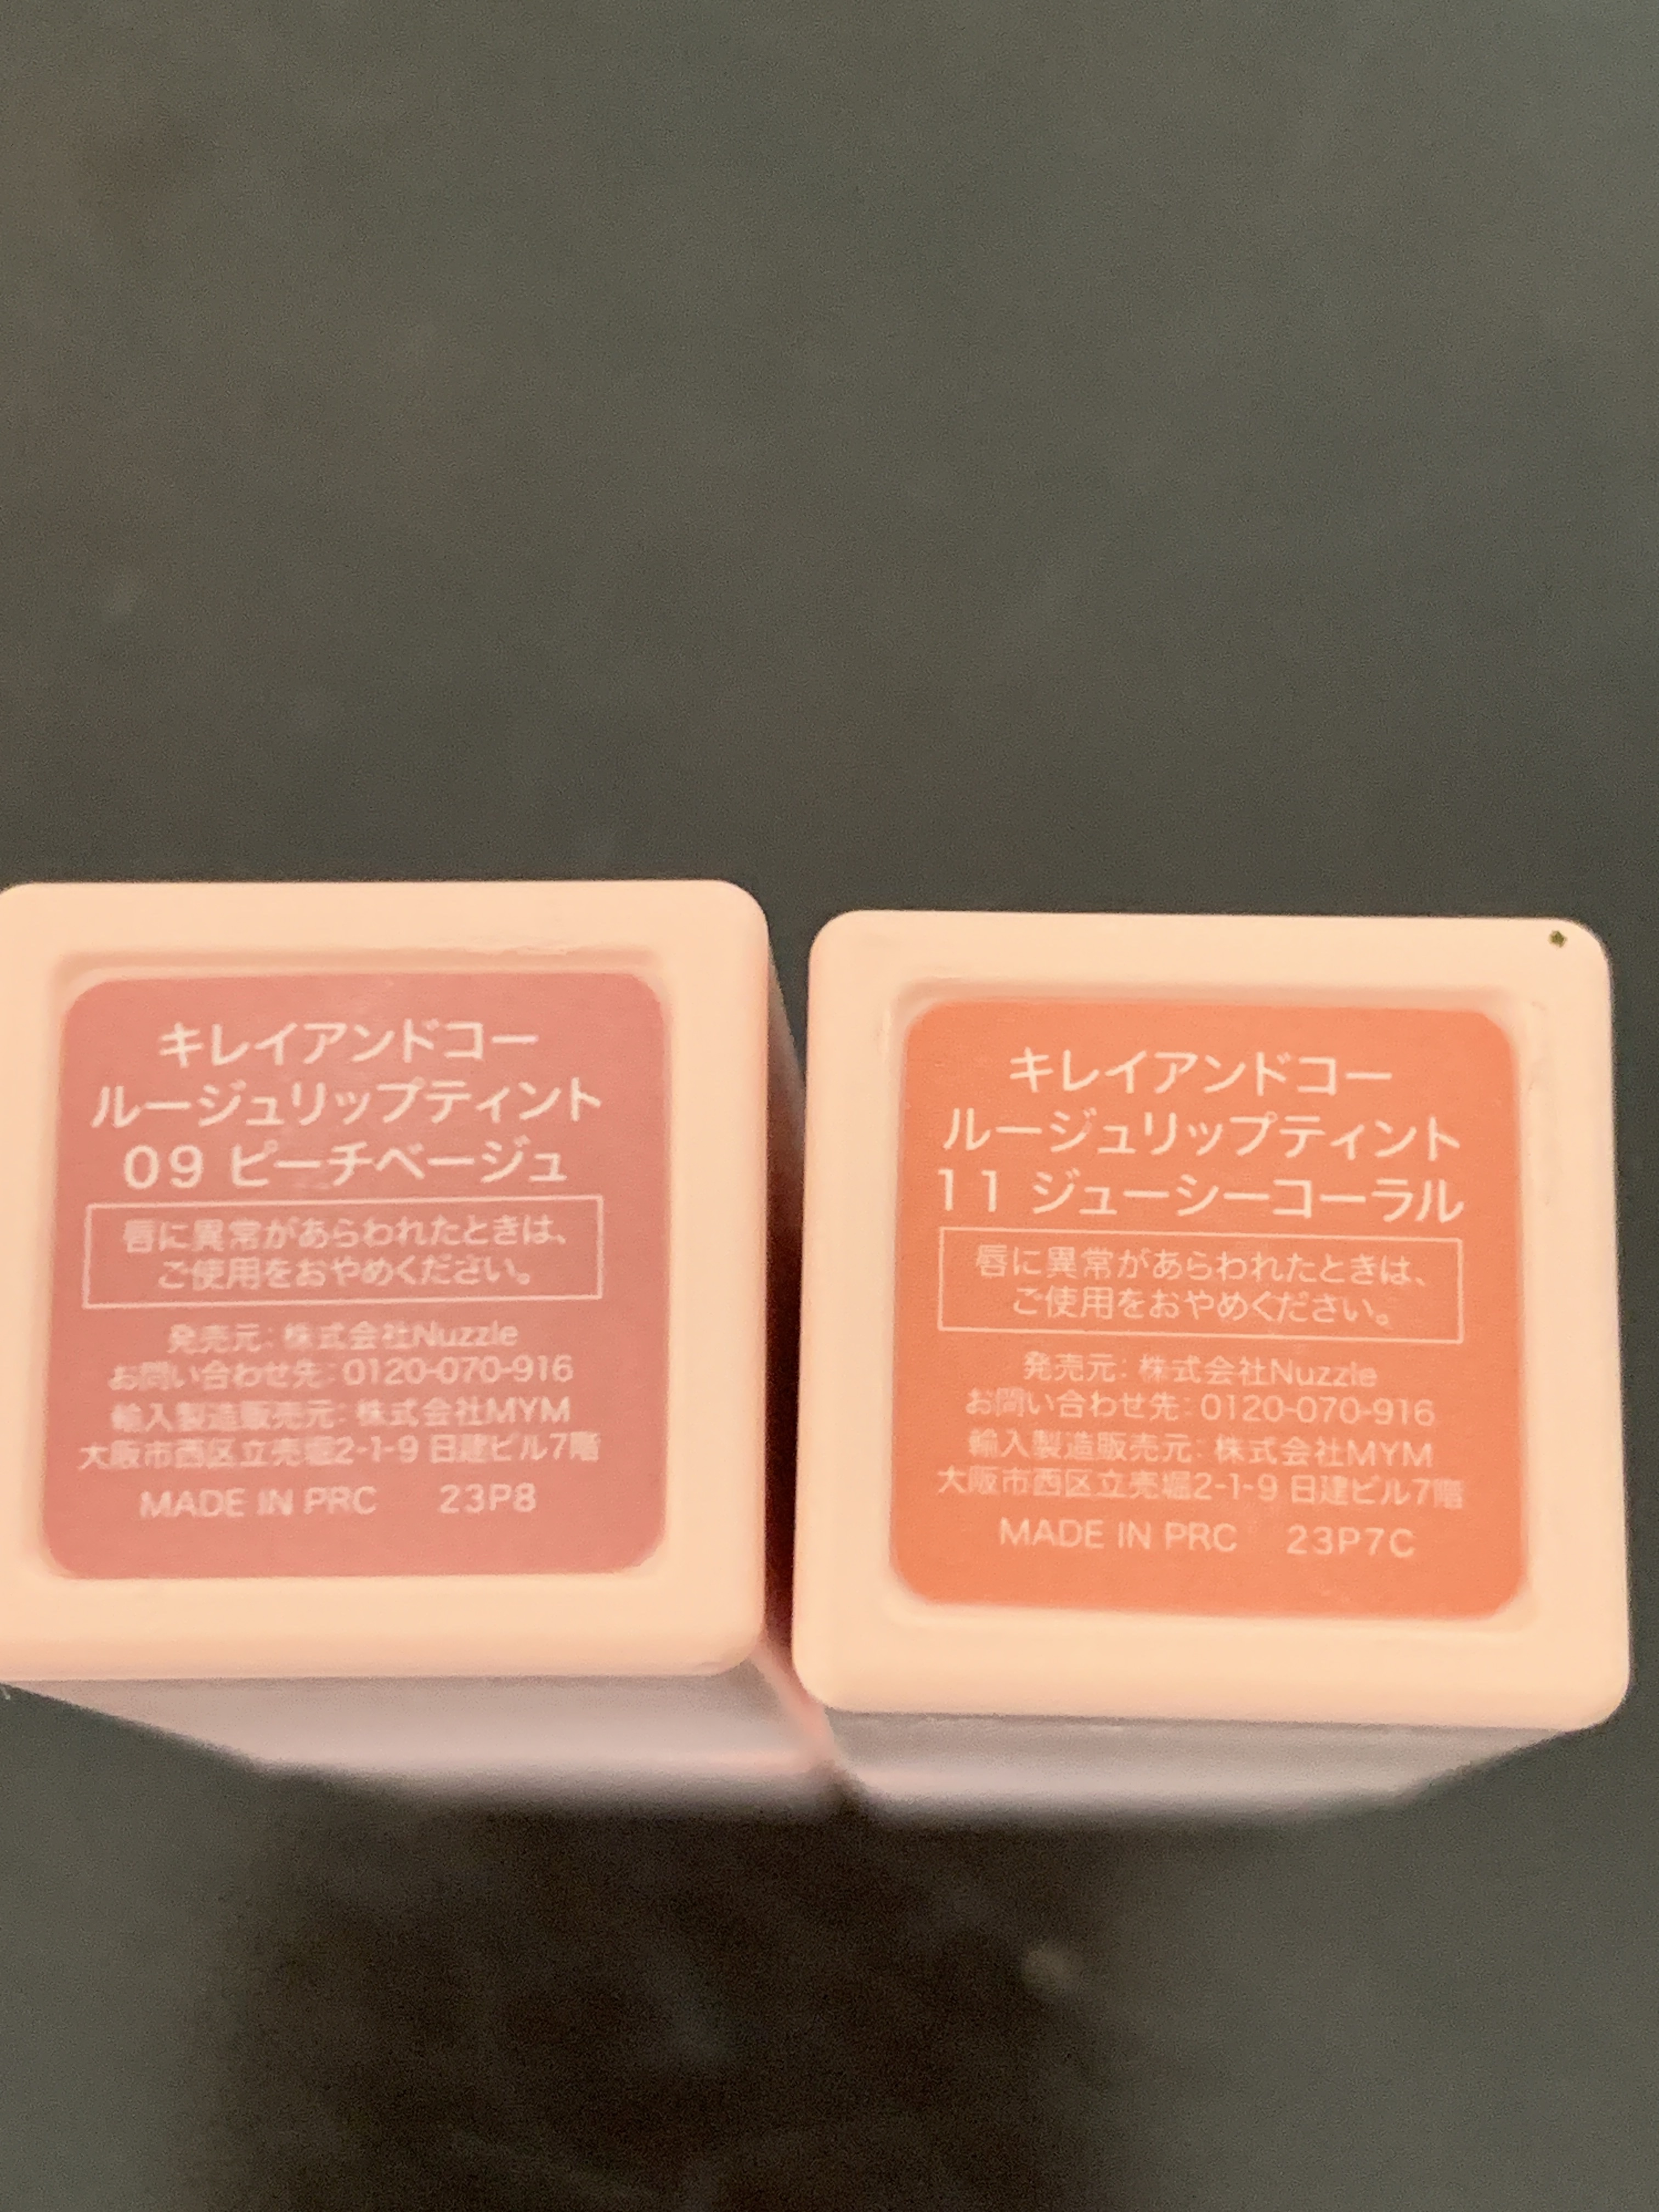 キレイアンドコー
ルージュリップティント
09 ピーチベージュ
唇に異常があらわれたときは、
ご使用をおやめください。
発売元：株式会社Nuzzle
お問い合わせ先：0120-070-916
輸入製造販売元：株式会社MYM
大阪市西区立売堀2-1-9 日建ビル7階
MADE IN PRC 23P8
キレイアンドコー
ルージュリップティント
11 ジューシーコーラル
唇に異常があらわれたときは、
ご使用をおやめください。
発売元：株式会社Nuzzle
お問い合わせ先：0120-070-916
輸入製造販売元：株式会社MYM
大阪市西区立売堀2-1-9 日建ビル7階
MADE IN PRC 23P7C